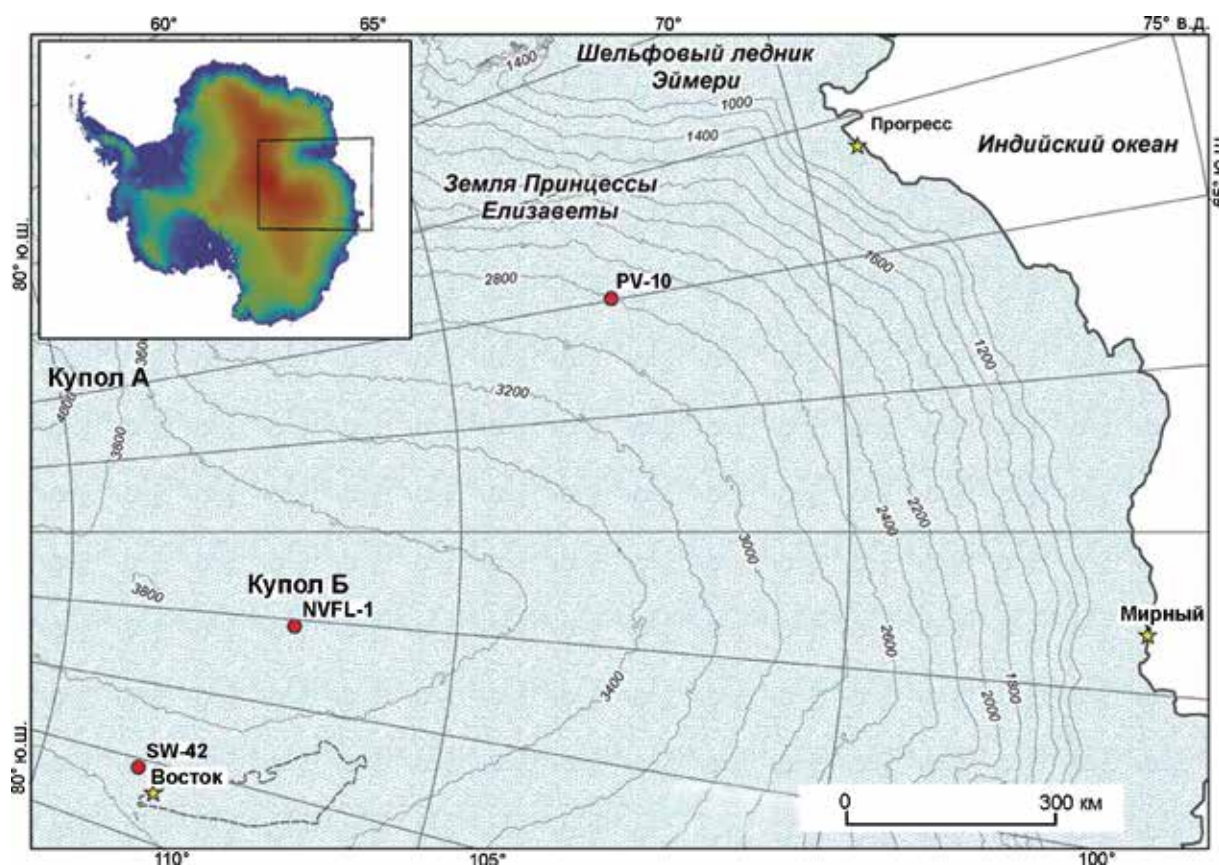 60°
65°
70°
75° в.д.
Шельфовый ледник
Эймери
1400
1000
1400
Прогресс
Индийский океан
65° ю.ш.
Земля Принцессы
Елизаветы
80° ю.ш.
2800
PV-10
1600
1200
3600
Купол А
4000
3800
3200
2400
2200
3000
3800
Купол Б
NVFL-1
Мирный
2600
3400
1800
2000
80° ю.ш.
SW-42
Восток
0
300 км
110°
105°
100°